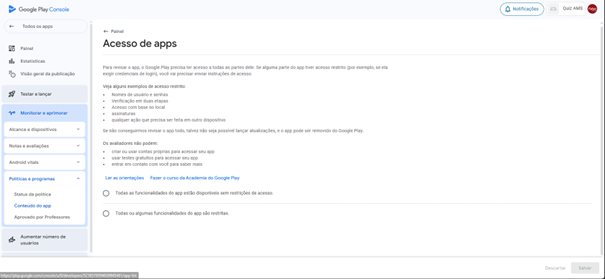 Google Play Console
Notificações
Quiz AMS
Todos os apps
Painel
Estatísticas
Visão geral da publicação
Testar e lançar
Monitorar e aprimorar
Alcance e dispositivos
Notas e avaliações
Android vitals
Políticas e programas
Status da política
Conteúdo do app
Aprovado por Professores
Aumentar número de
usuários
Painel
Acesso de apps
Para revisar o app, o Google Play precisa ter acesso a todas as partes dele. Se alguma parte do app tiver acesso restrito (por exemplo, se ela
exigir credenciais de login), você vai precisar enviar instruções de acesso.
Veja alguns exemplos de acesso restrito:
• Nomes de usuário e senhas
• Verificação em duas etapas
• Acesso com base no local
• assinaturas
• qualquer ação que precisa ser feita em outro dispositivo
Se não conseguirmos revisar o app todo, talvez não seja possível lançar atualizações, e o app pode ser removido do Google Play.
Os avaliadores não podem:
• criar ou usar contas próprias para acessar seu app
• usar testes gratuitos para acessar seu app
• entrar em contato com você para saber mais
Ler as orientações Fazer o curso da Academia do Google Play
Todas as funcionalidades do app estão disponíveis sem restrições de acesso.
Todas ou algumas funcionalidades do app são restritas.
Descartar
Salvar